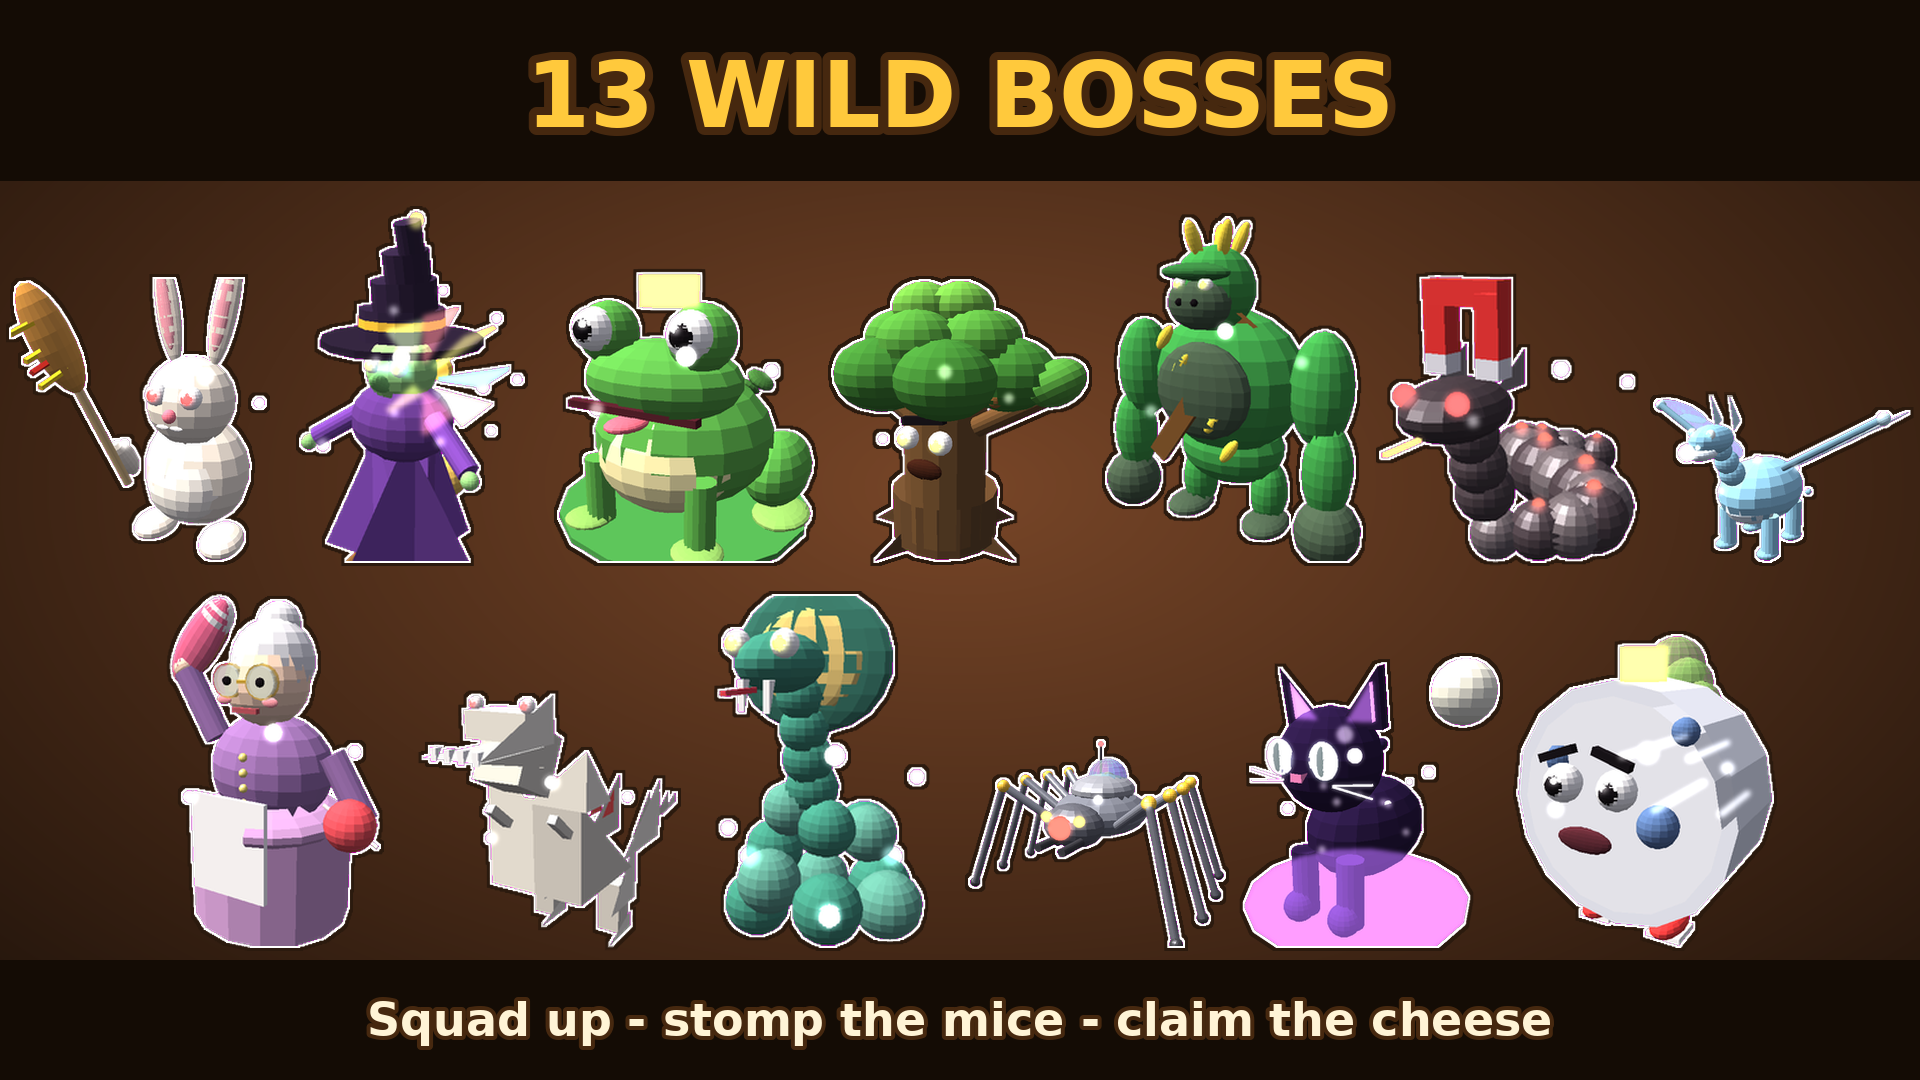 13 WILD BOSSES
Squad up - stomp the mice - claim the cheese